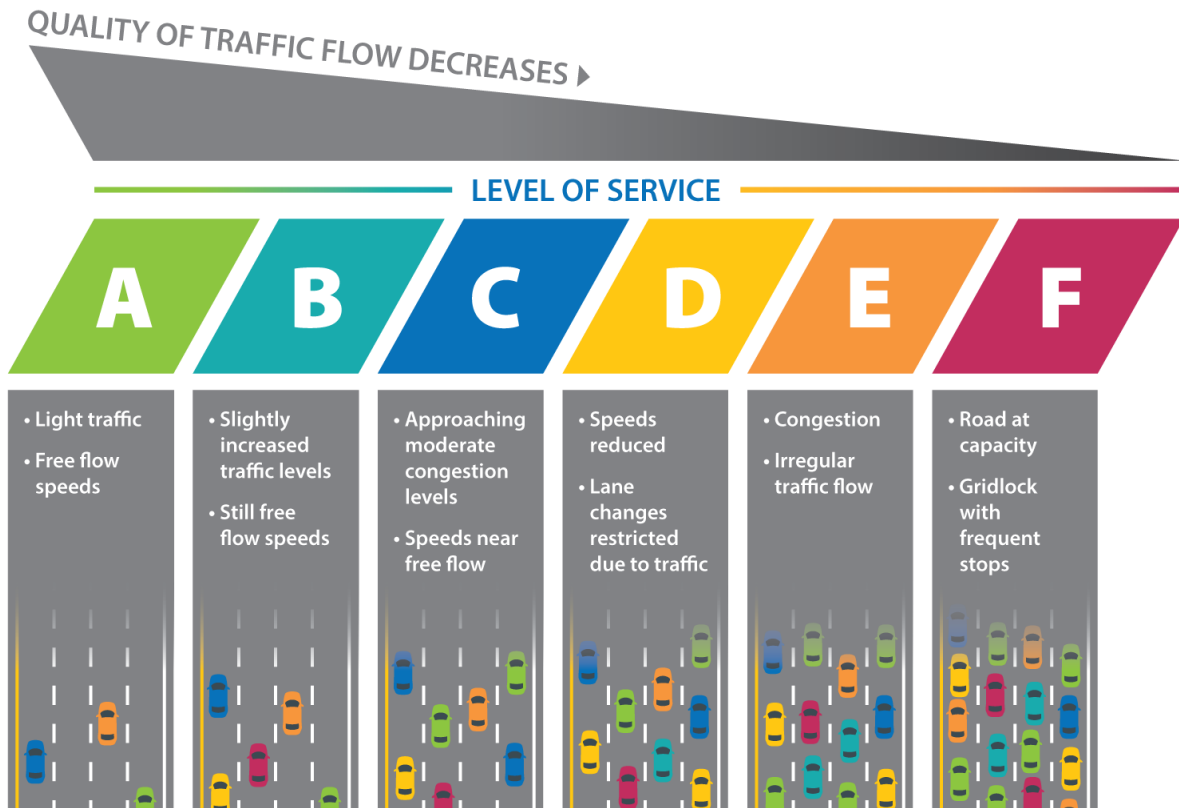 QUALITY OF TRAFFIC FLOW DECREASES
LEVEL OF SERVICE
A
B
C
D
E
F
• Light traffic
• Free flow
speeds
• Slightly
increased
traffic levels
• Still free
flow speeds
• Approaching
moderate
congestion
levels
• Speeds near
free flow
• Speeds
reduced
• Lane
changes
restricted
due to traffic
• Congestion
• Irregular
traffic flow
• Road at
capacity
• Gridlock
with
frequent
stops